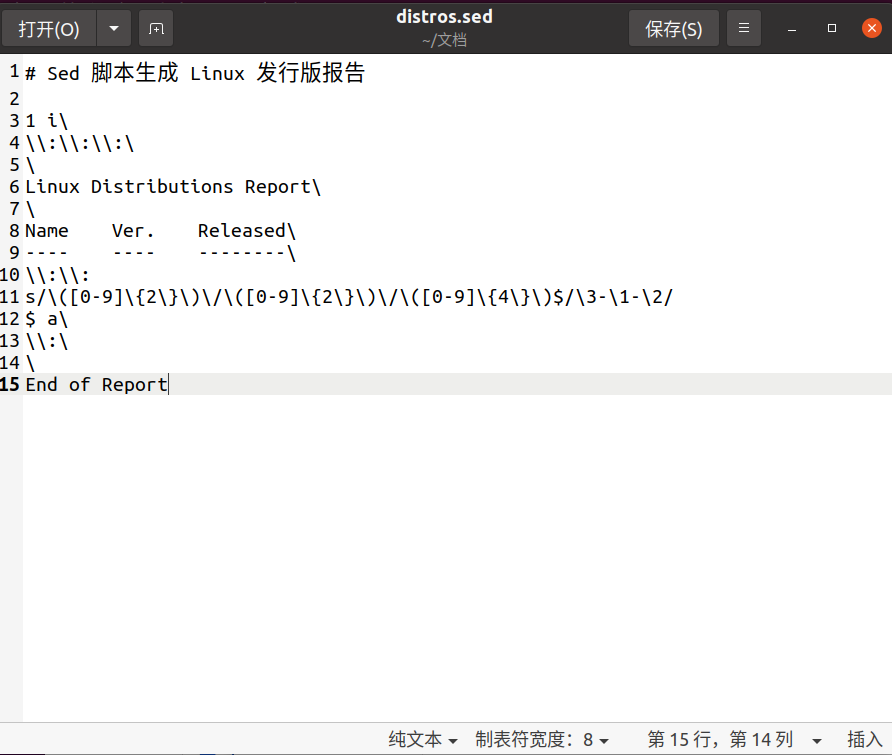 打开(O)
distros.sed
~/文档
保存(S)
1 # Sed 脚本生成 Linux 发行版报告
2
3 1 i\
4 \\:\\:\\:\
5 \
6 Linux Distributions Report\
7 \
8 Name    Ver.    Released\
9 ----    ----    --------\
10 \\:\\:
11 s/\([0-9]\{2\}\)\/\([0-9]\{2\}\)\/\([0-9]\{4\}\)$/\3-\1-\2/
12 $ a\
13 \\:\
14 \
15 End of Report
纯文本 制表符宽度：8 第 15 行，第 14 列 插入